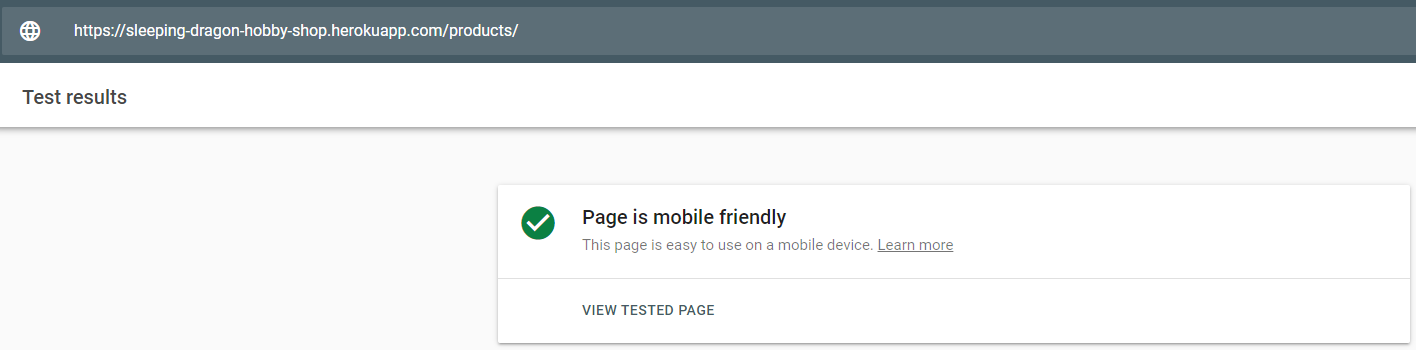 https://sleeping-dragon-hobby-shop.herokuapp.com/products/
Test results
Page is mobile friendly
This page is easy to use on a mobile device. Learn more
VIEW TESTED PAGE